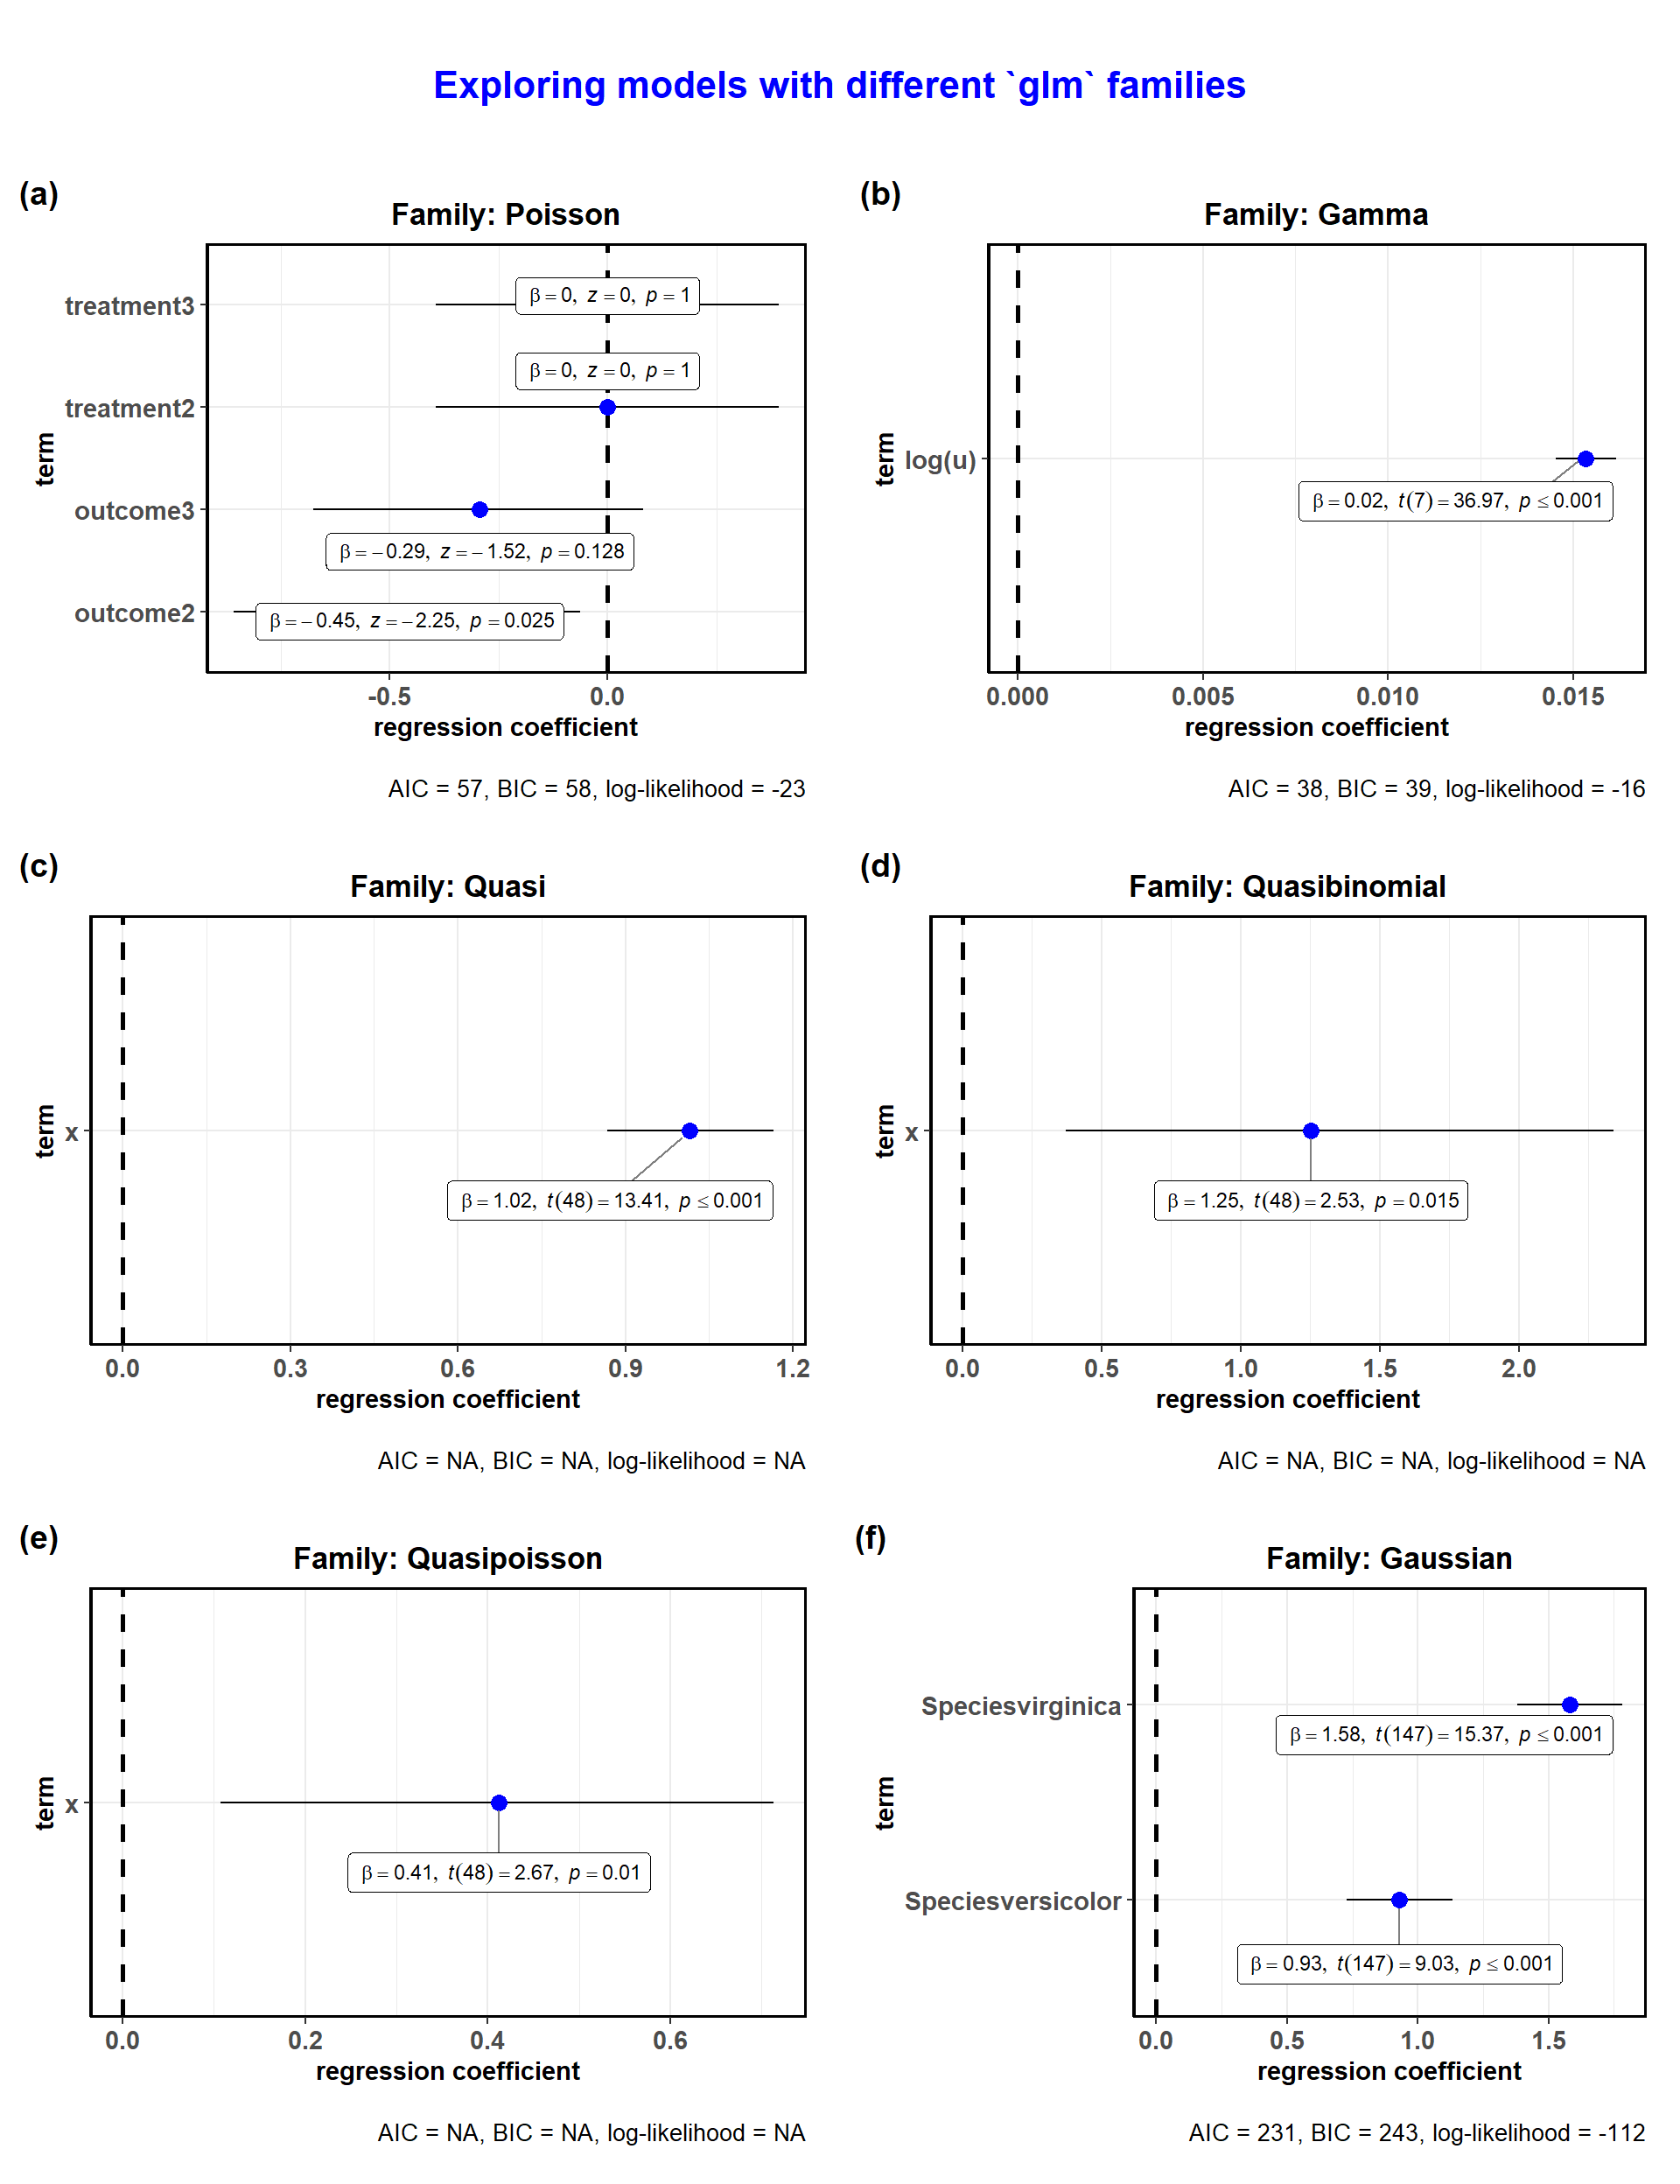 Exploring models with different `glm` families
(a)
Family: Poisson
term
treatment3
treatment2
outcome3
outcome2
β = 0, z = 0, p = 1
β = 0, z = 0, p = 1
β = −0.29, z = −1.52, p = 0.128
β = −0.45, z = −2.25, p = 0.025
-0.5 0.0
regression coefficient
AIC = 57, BIC = 58, log-likelihood = -23
(b)
Family: Gamma
term
log(u)
β = 0.02, t(7) = 36.97, p ≤ 0.001
0.000 0.005 0.010 0.015
regression coefficient
AIC = 38, BIC = 39, log-likelihood = -16
(c)
Family: Quasi
term
x
β = 1.02, t(48) = 13.41, p ≤ 0.001
0.0 0.3 0.6 0.9 1.2
regression coefficient
AIC = NA, BIC = NA, log-likelihood = NA
(d)
Family: Quasibinomial
term
x
β = 1.25, t(48) = 2.53, p = 0.015
0.0 0.5 1.0 1.5 2.0
regression coefficient
AIC = NA, BIC = NA, log-likelihood = NA
(e)
Family: Quasipoisson
term
x
β = 0.41, t(48) = 2.67, p = 0.01
0.0 0.2 0.4 0.6
regression coefficient
AIC = NA, BIC = NA, log-likelihood = NA
(f)
Family: Gaussian
term
Speciesvirginica
β = 1.58, t(147) = 15.37, p ≤ 0.001
Speciesversicolor
β = 0.93, t(147) = 9.03, p ≤ 0.001
0.0 0.5 1.0 1.5
regression coefficient
AIC = 231, BIC = 243, log-likelihood = -112